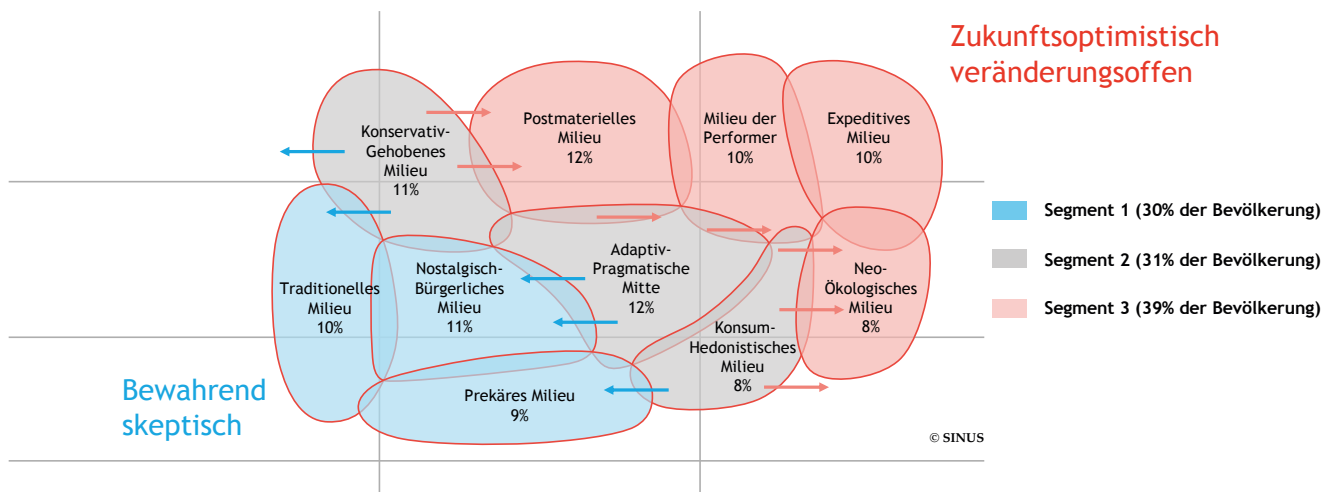 Zukunftsoptimistisch
veränderungsoffen
Konservativ-
Gehobenes
Milieu
11%
Postmaterielles
Milieu
12%
Milieu der
Performer
10%
Expeditives
Milieu
10%
Traditionelles
Milieu
10%
Nostalgisch-
Bürgerliches
Milieu
11%
Adaptiv-
Pragmatische
Mitte
12%
Konsum-
Hedonistisches
Milieu
8%
Neo-
Ökologisches
Milieu
8%
Prekäres Milieu
9%
Bewahrend
skeptisch
© SINUS
Segment 1 (30% der Bevölkerung)
Segment 2 (31% der Bevölkerung)
Segment 3 (39% der Bevölkerung)